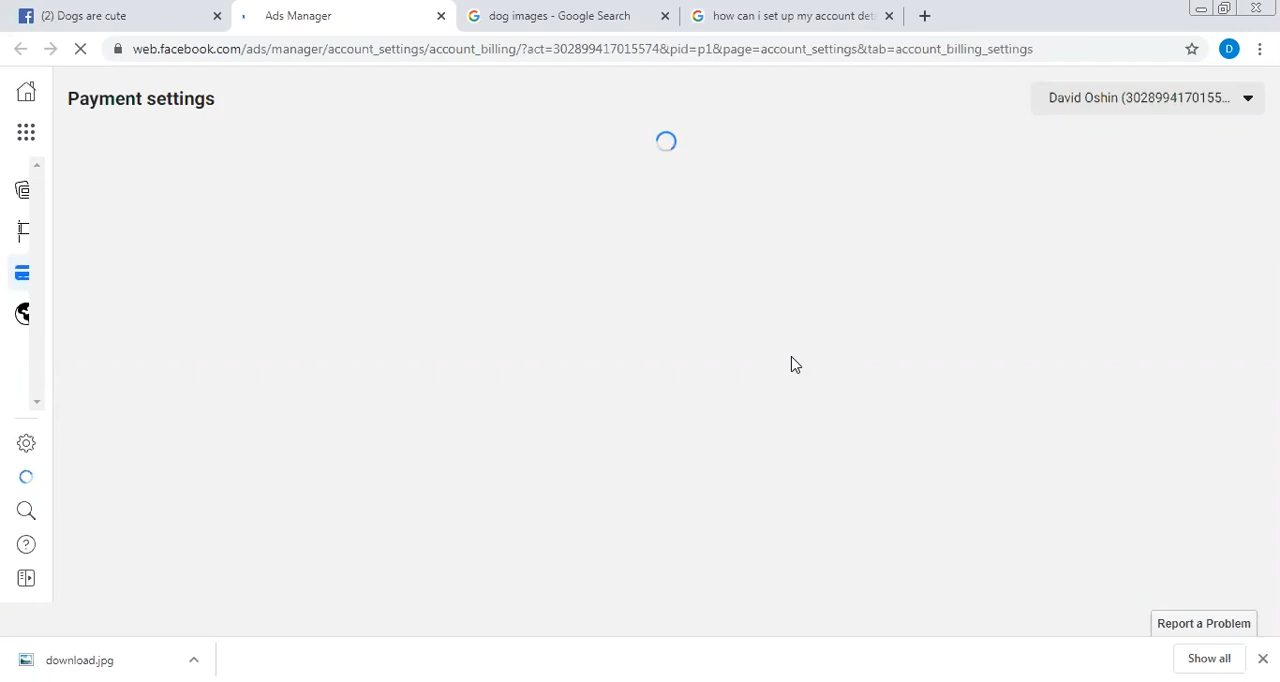 (2) Dogs are cute
Ads Manager
dog images - Google Search
how can i set up my account det
D
web.facebook.com/ads/manager/account_settings/account_billing/?act=302899417015574&pid=p1&page=account_settings&tab=account_billing_settings
Payment settings
David Oshin (3028994170155...
Report a Problem
download.jpg
Show all